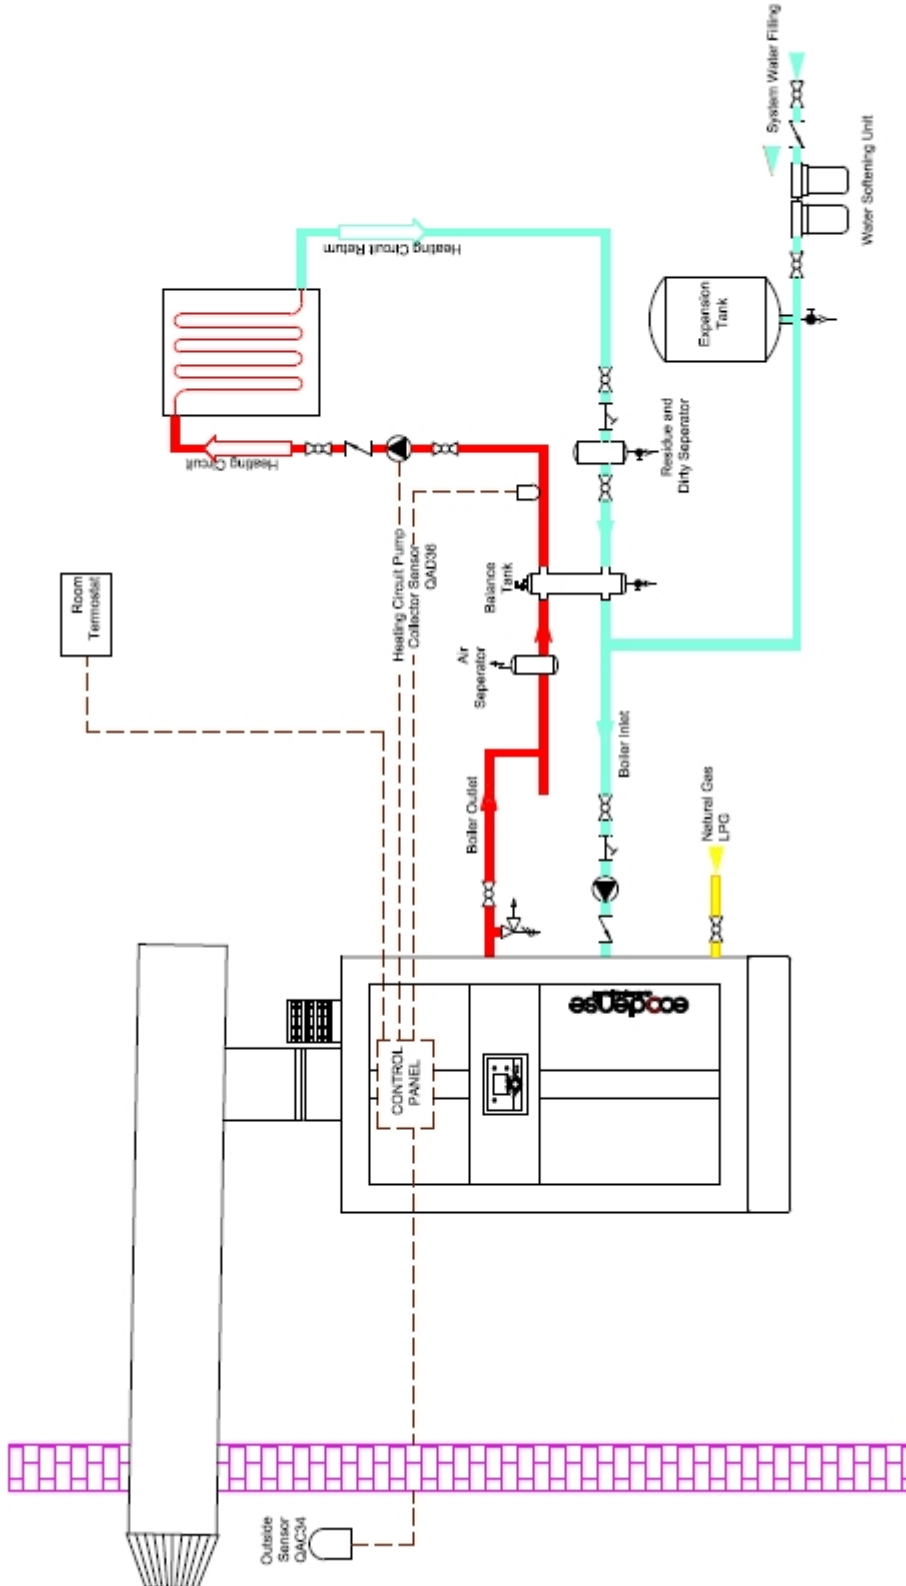 Outside
Sensor
QAC34
CONTROL
PANEL
ecodense
Room
Termostat
Heating Circuit Pump
Collector Sensor
QAD36
Heating Circuit
Heating Circuit Return
Boiler Outlet
Air
Seperator
Balance
Tank
Boiler Inlet
Natural Gas
LPG
Residue and
Dirty Seperator
Expansion
Tank
System Water Filling
Water Softening Unit